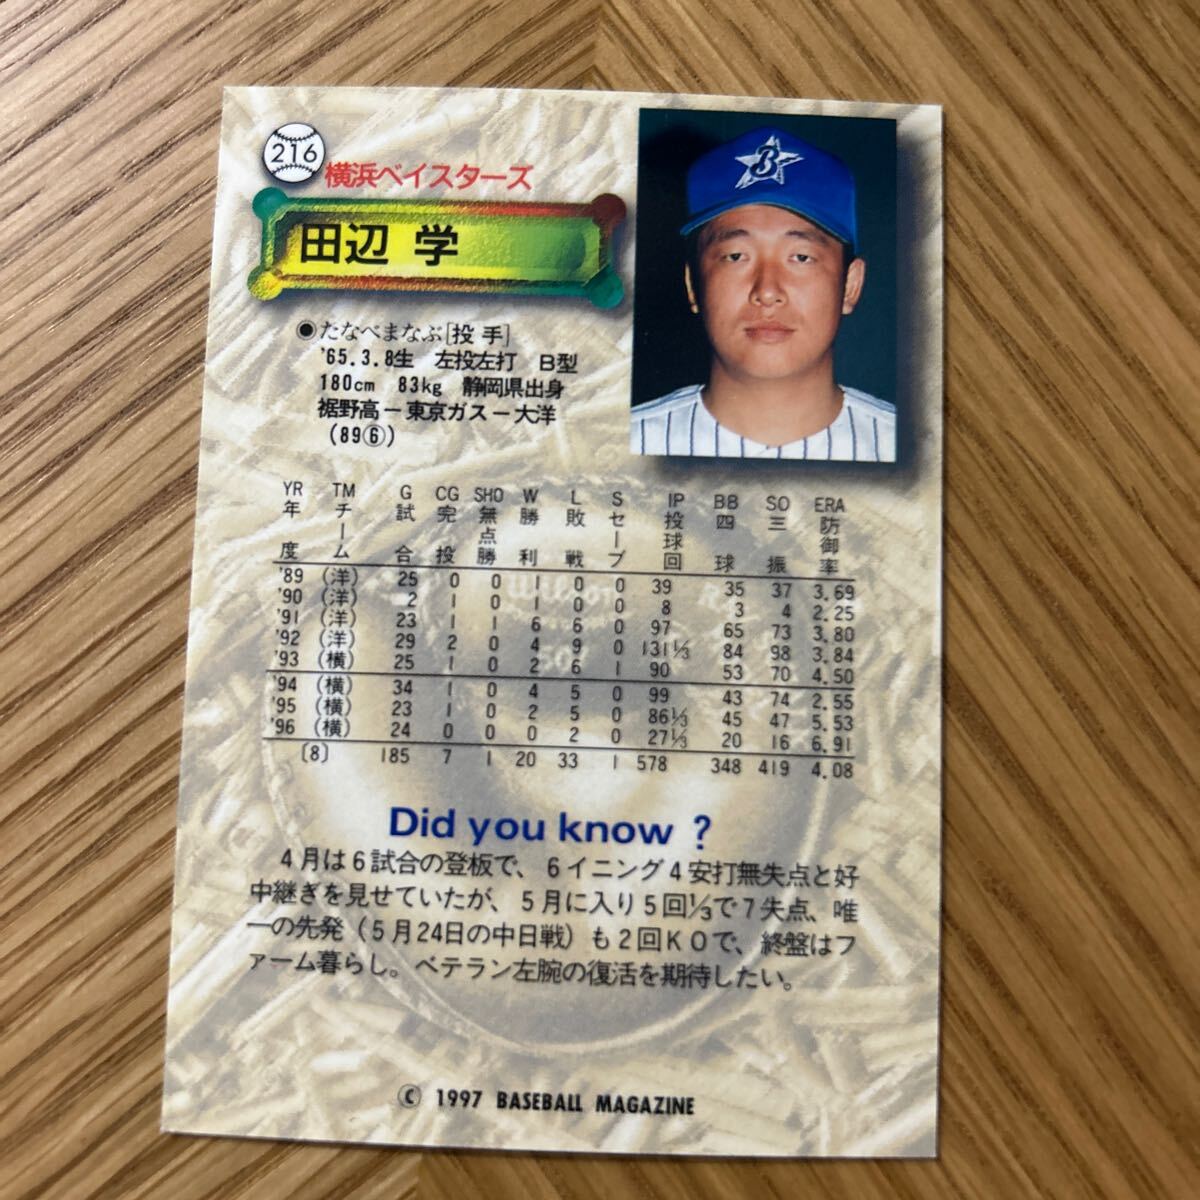 216
横浜ベイスターズ
B
田辺 学
●たなべまなぶ[投手]
'65.3.8生 左投左打 B型
180cm 83kg 静岡県出身
裾野高－東京ガス－大洋
(89⑥)
YR TM G CG SHO W L S IP BB SO ERA
年度 チーム 試合 完投 無点勝 勝利 敗戦 セーブ 投球回 四球 三振 防御率
'89 (洋) 25 0 0 1 0 0 39 35 37 3.69
'90 (洋) 2 1 0 1 0 0 8 3 4 2.25
'91 (洋) 23 1 1 6 6 0 97 65 73 3.80
'92 (洋) 29 2 0 4 9 0 131⅓ 84 98 3.84
'93 (横) 25 1 0 2 6 1 90 53 70 4.50
'94 (横) 34 1 0 4 5 0 99 43 74 2.55
'95 (横) 23 1 0 2 5 0 86⅓ 45 47 5.53
'96 (横) 24 0 0 0 2 0 27⅓ 20 16 6.91
〔8〕 185 7 1 20 33 1 578 348 419 4.08
Wilson
Did you know ?
4月は6試合の登板で、6イニング4安打無失点と好
中継ぎを見せていたが、5月に入り5回⅓で7失点、唯
一の先発（5月24日の中日戦）も2回KOで、終盤はフ
ァーム暮らし。ベテラン左腕の復活を期待したい。
© 1997 BASEBALL MAGAZINE